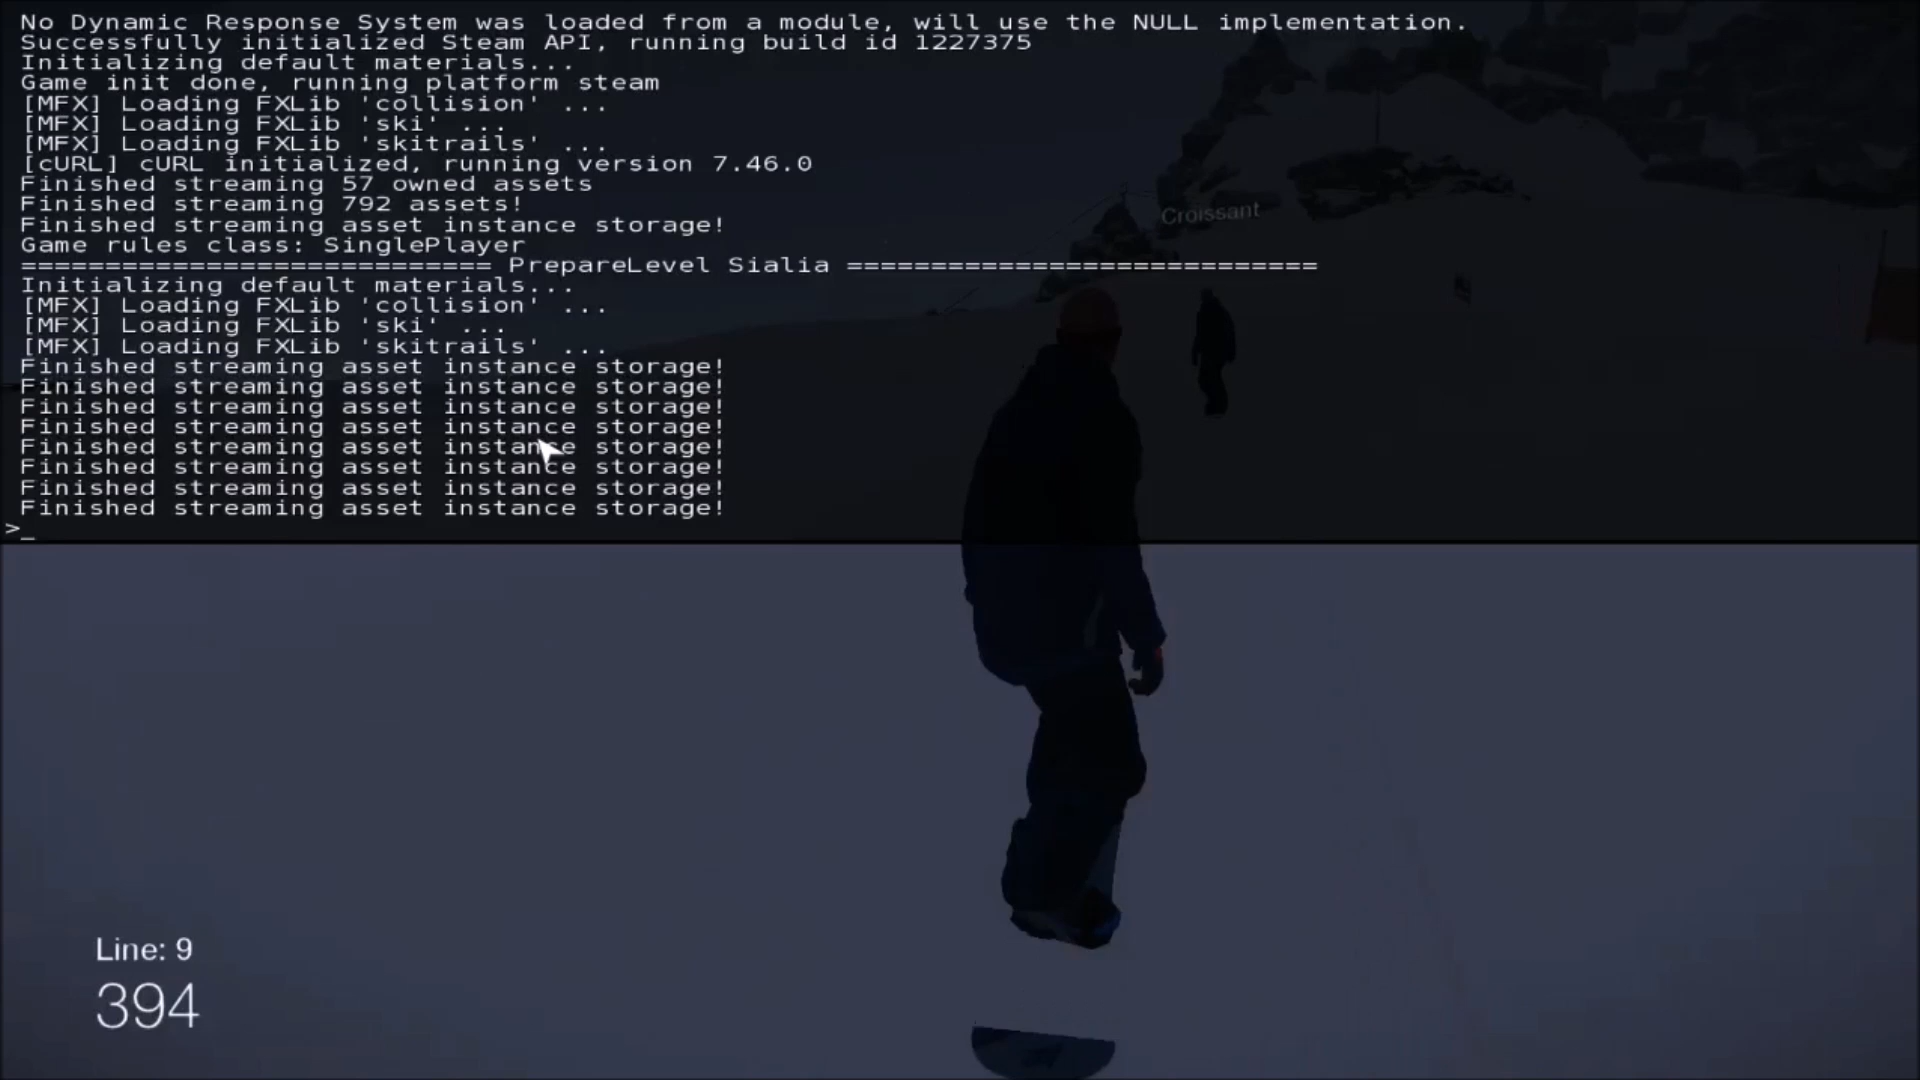 No Dynamic Response System was loaded from a module, will use the NULL implementation.
Successfully initialized Steam API, running build id 1227375
Initializing default materials...
Game init done, running platform steam
[MFX] Loading FXLib 'collision' ...
[MFX] Loading FXLib 'ski' ...
[MFX] Loading FXLib 'skitrails' ...
[cURL] cURL initialized, running version 7.46.0
Finished streaming 57 owned assets
Finished streaming 792 assets!
Finished streaming asset instance storage!
Game rules class: SinglePlayer
============================ PrepareLevel Sialia ============================
Initializing default materials...
[MFX] Loading FXLib 'collision' ...
[MFX] Loading FXLib 'ski' ...
[MFX] Loading FXLib 'skitrails' ...
Finished streaming asset instance storage!
Finished streaming asset instance storage!
Finished streaming asset instance storage!
Finished streaming asset instance storage!
Finished streaming asset instance storage!
Finished streaming asset instance storage!
Finished streaming asset instance storage!
Finished streaming asset instance storage!
>_
Croissant
Line: 9
394